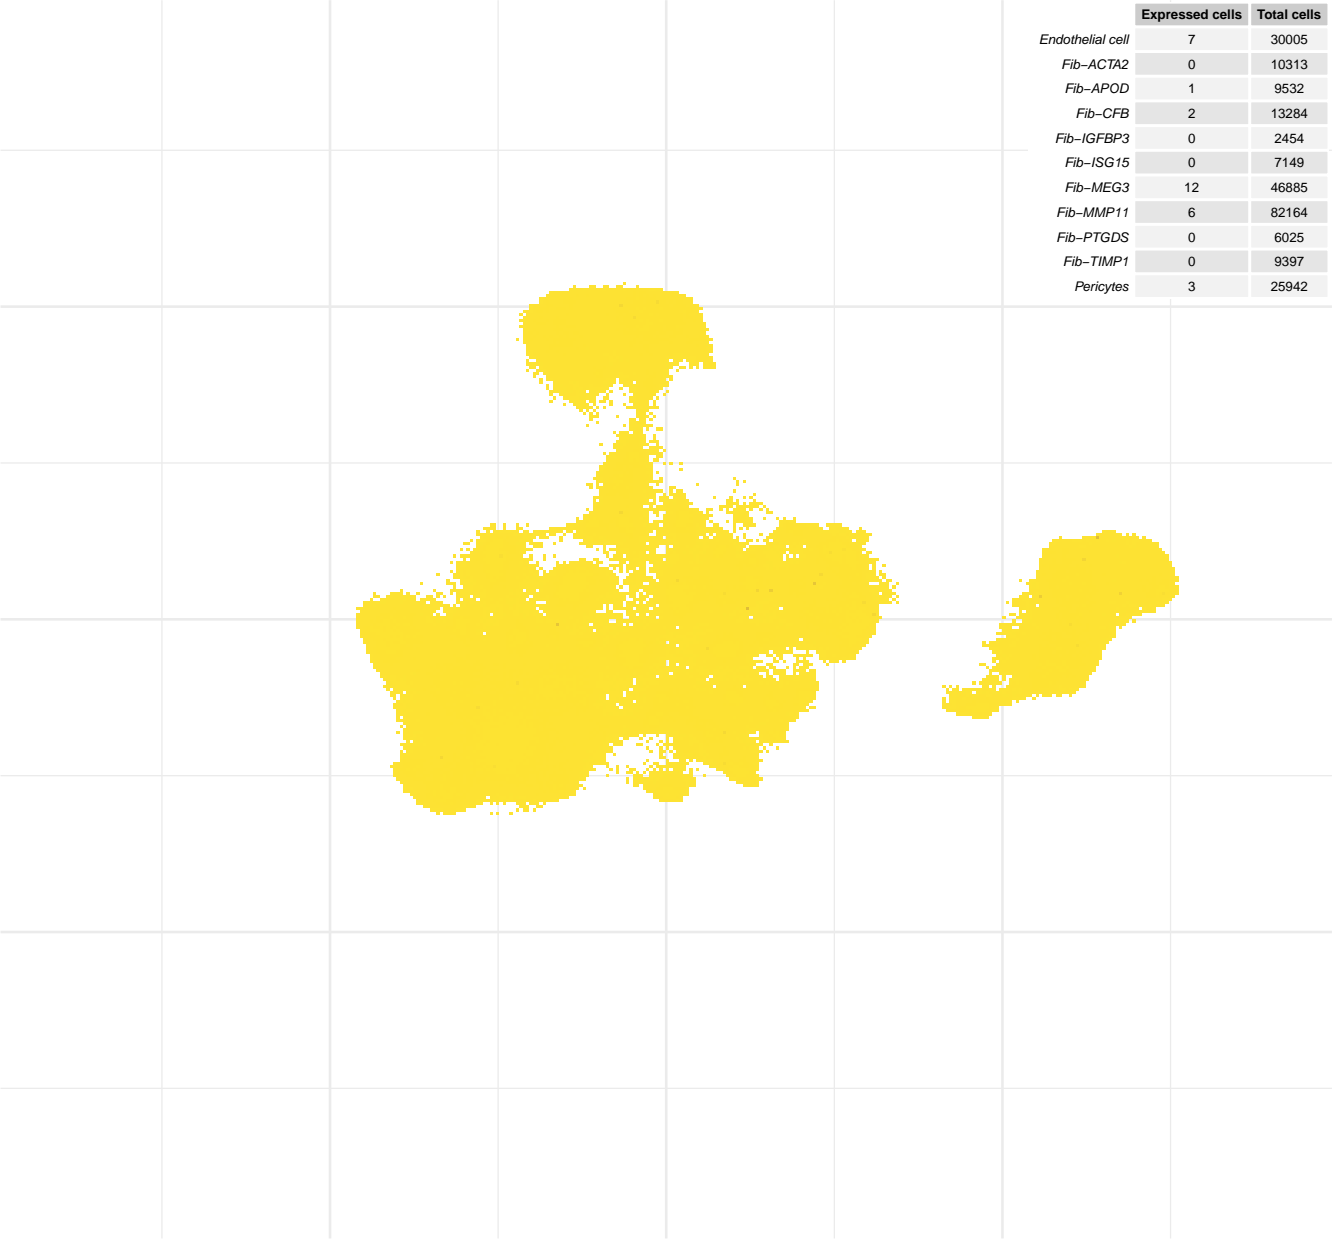 Expressed cells Total cells
Endothelial cell 7 30005
Fib−ACTA2 0 10313
Fib−APOD 1 9532
Fib−CFB 2 13284
Fib−IGFBP3 0 2454
Fib−ISG15 0 7149
Fib−MEG3 12 46885
Fib−MMP11 6 82164
Fib−PTGDS 0 6025
Fib−TIMP1 0 9397
Pericytes 3 25942